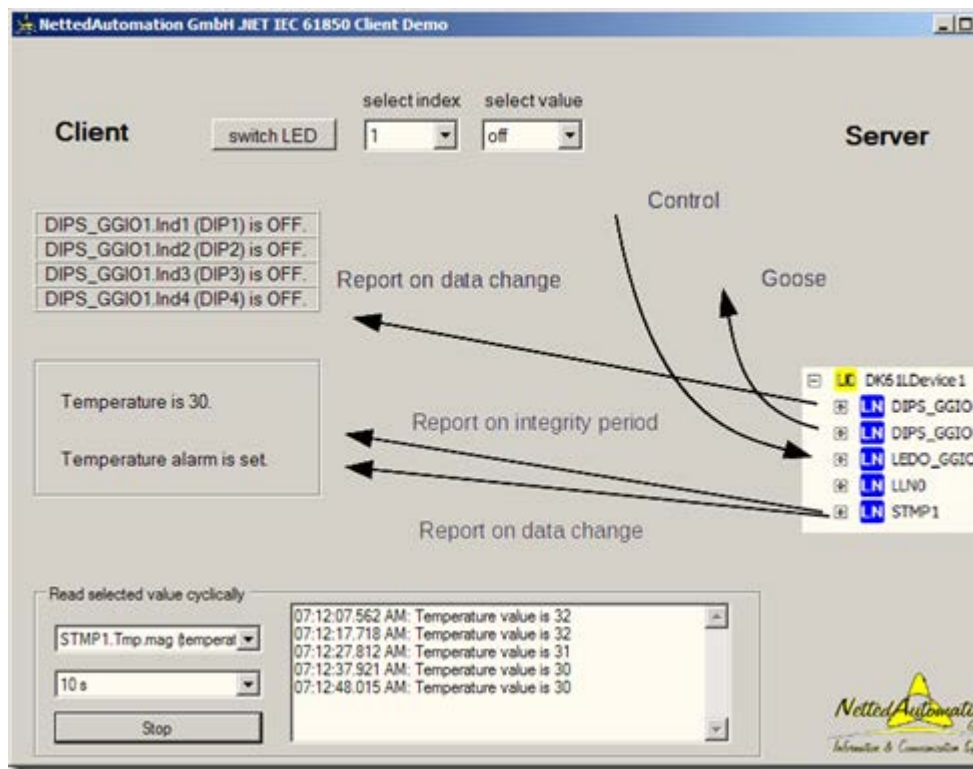 NettedAutomation GmbH .NET IEC 61850 Client Demo
select index select value
Client switch LED 1 off Server
Control
DIPS_GGIO1.Ind1 (DIP1) is OFF.
DIPS_GGIO1.Ind2 (DIP2) is OFF.
DIPS_GGIO1.Ind3 (DIP3) is OFF.
DIPS_GGIO1.Ind4 (DIP4) is OFF.
Report on data change
Goose
LD DK61LDevice1
LN DIPS_GGIO
LN DIPS_GGIO
LN LEDO_GGIO
LN LLN0
LN STMP1
Temperature is 30.
Report on integrity period
Temperature alarm is set.
Report on data change
Read selected value cyclically
STMP1.Tmp.mag (temperat
10 s
Stop
07:12:07.562 AM: Temperature value is 32
07:12:17.718 AM: Temperature value is 32
07:12:27.812 AM: Temperature value is 31
07:12:37.921 AM: Temperature value is 30
07:12:48.015 AM: Temperature value is 30
NettedAutomati
Information & Communication